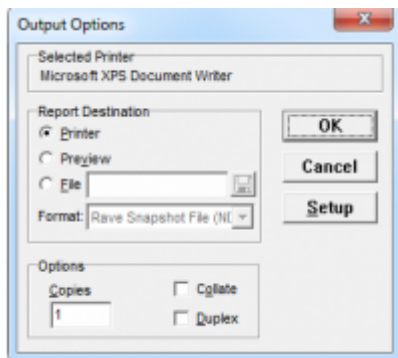 Output Options
Selected Printer
Microsoft XPS Document Writer
Report Destination
Printer
Preview
File
Format: Rave Snapshot File (ND
OK
Cancel
Setup
Options
Copies
1
Collate
Duplex